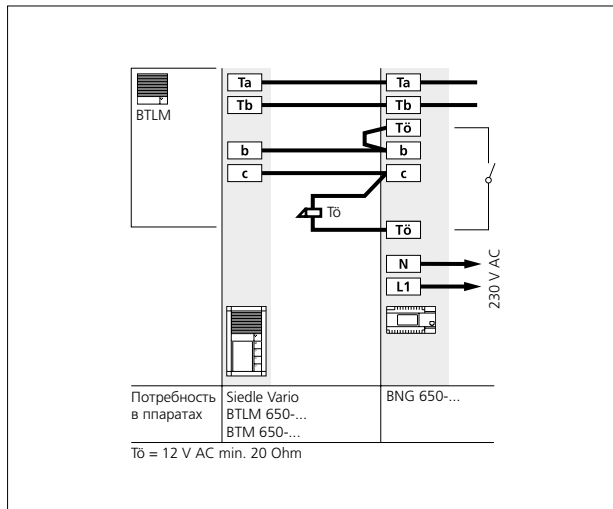 BTLM
Ta Ta
Tb Tb
Tö
b b
c c
Tö
Tö
N
L1
230 V AC
Потребность Siedle Vario BNG 650-...
в ппаратах BTLM 650-...
BTM 650-...
Tö = 12 V AC min. 20 Ohm